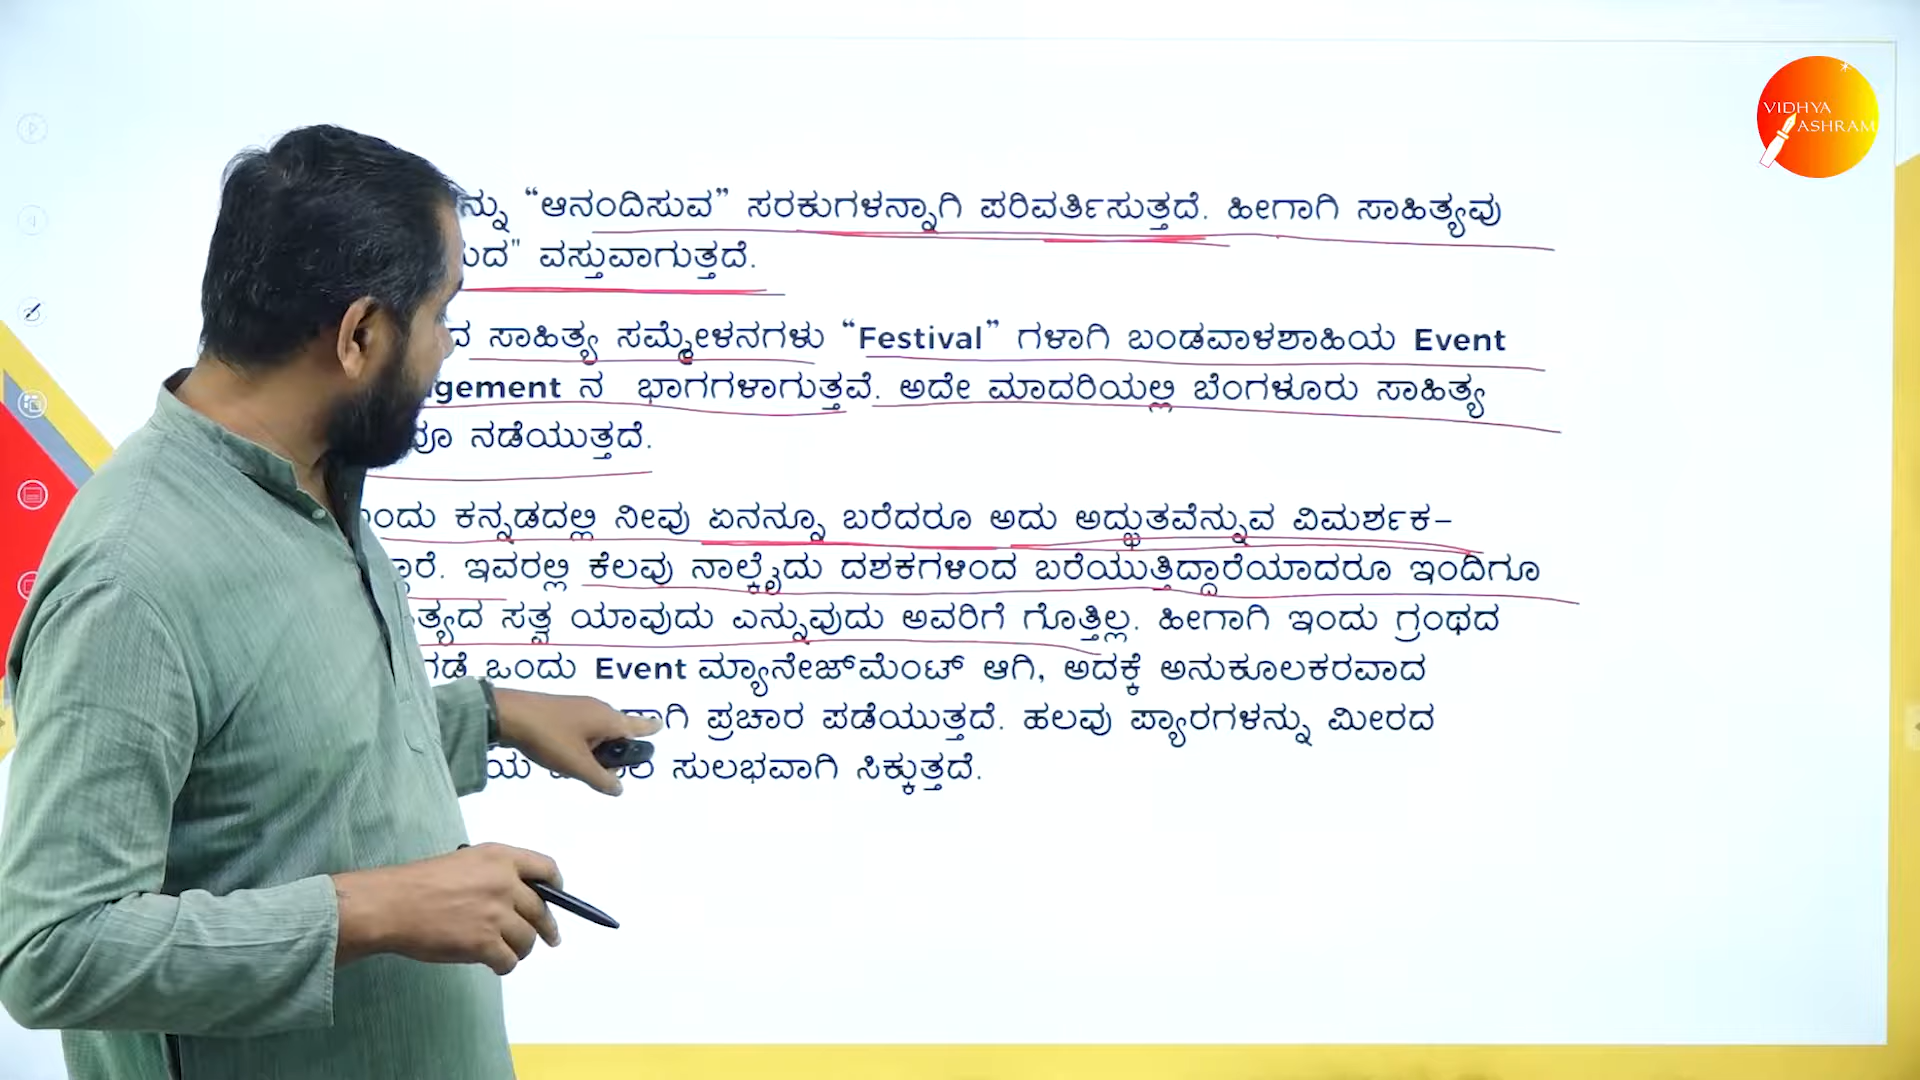 VIDHYA
ASHRAM
“ಆನಂದಿಸುವ” ಸರಕುಗಳನ್ನಾಗಿ ಪರಿವರ್ತಿಸುತ್ತದೆ. ಹೀಗಾಗಿ ಸಾಹಿತ್ಯವು
ವಸ್ತುವಾಗುತ್ತದೆ.
ಸಾಹಿತ್ಯ ಸಮ್ಮೇಳನಗಳು “Festival” ಗಳಾಗಿ ಬಂಡವಾಳಶಾಹಿಯ Event
ನ ಭಾಗಗಳಾಗುತ್ತವೆ. ಅದೇ ಮಾದರಿಯಲ್ಲಿ ಬೆಂಗಳೂರು ಸಾಹಿತ್ಯ
ನಡೆಯುತ್ತದೆ.
ಕನ್ನಡದಲ್ಲಿ ನೀವು ಏನನ್ನೂ ಬರೆದರೂ ಅದು ಅದ್ಭುತವೆನ್ನುವ ವಿಮರ್ಶಕ–
ಇವರಲ್ಲಿ ಕೆಲವು ನಾಲ್ಕೈದು ದಶಕಗಳಿಂದ ಬರೆಯುತ್ತಿದ್ದಾರೆಯಾದರೂ ಇಂದಿಗೂ
ಸತ್ವ ಯಾವುದು ಎನ್ನುವುದು ಅವರಿಗೆ ಗೊತ್ತಿಲ್ಲ. ಹೀಗಾಗಿ ಇಂದು ಗ್ರಂಥದ
ಒಂದು Event ಮ್ಯಾನೇಜ್‌ಮೆಂಟ್ ಆಗಿ, ಅದಕ್ಕೆ ಅನುಕೂಲಕರವಾದ
ಪ್ರಚಾರ ಪಡೆಯುತ್ತದೆ. ಹಲವು ಪ್ಯಾರಗಳನ್ನು ಮೀರದ
ಸುಲಭವಾಗಿ ಸಿಕ್ಕುತ್ತದೆ.